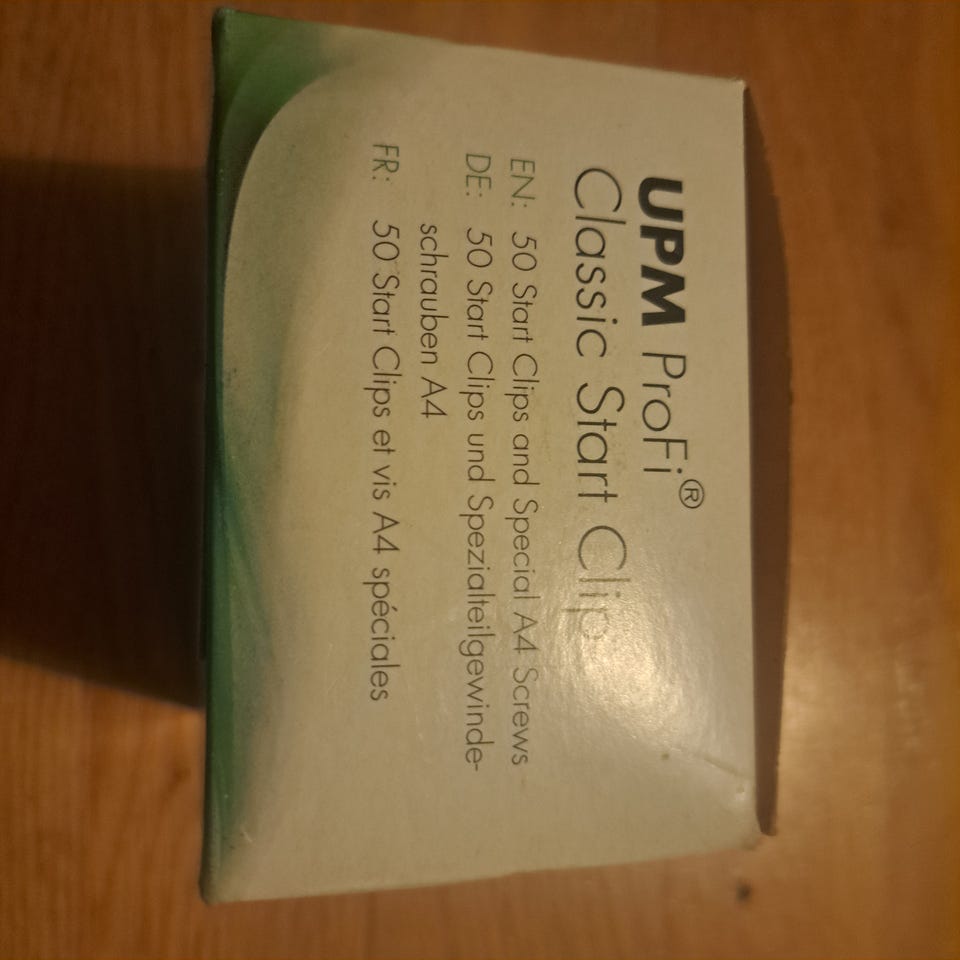 UPM ProFi®
Classic Start Clip
EN: 50 Start Clips and Special A4 Screws
DE: 50 Start Clips und Spezialteilgewinde-
schrauben A4
FR: 50 Start Clips et vis A4 spéciales